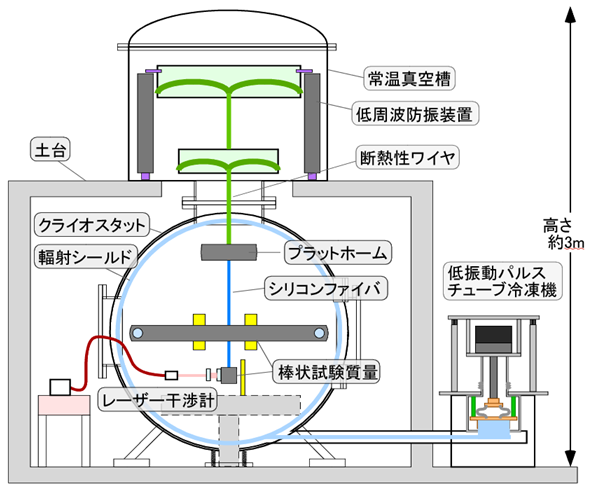 常温真空槽
低周波防振装置
土台
断熱性ワイヤ
クライオスタット
高さ
約3m
輻射シールド
プラットホーム
低振動パルス
チューブ冷凍機
シリコンファイバ
棒状試験質量
レーザー干渉計